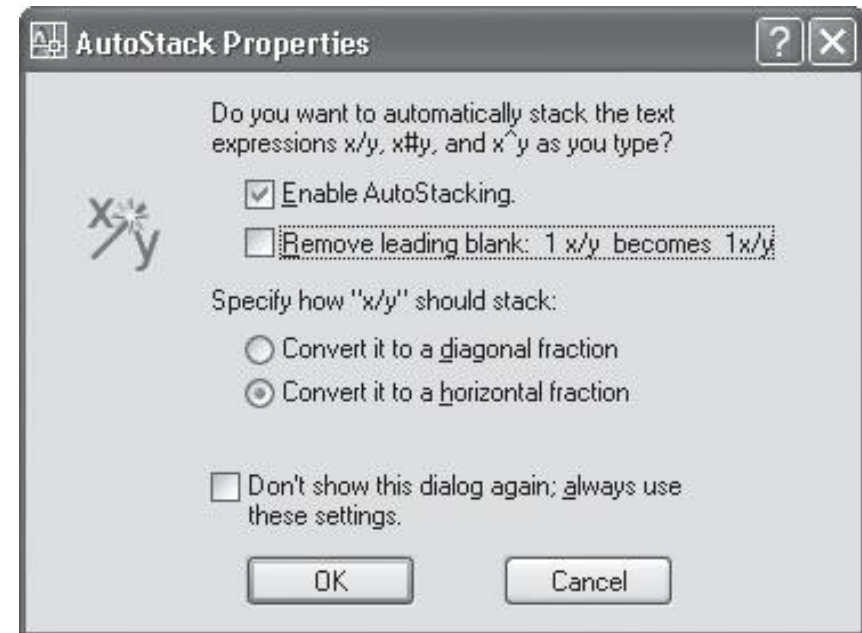 AutoStack Properties
Do you want to automatically stack the text
expressions x/y, x#y, and x^y as you type?
Enable AutoStacking.
x/y
Remove leading blank: 1 x/y becomes 1x/y
Specify how "x/y" should stack:
Convert it to a diagonal fraction
Convert it to a horizontal fraction
Don't show this dialog again; always use
these settings.
OK Cancel